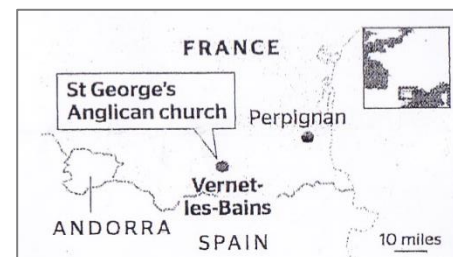 FRANCE
St George's
Anglican church
Perpignan
Vernet-
les-Bains
ANDORRA
SPAIN
10 miles